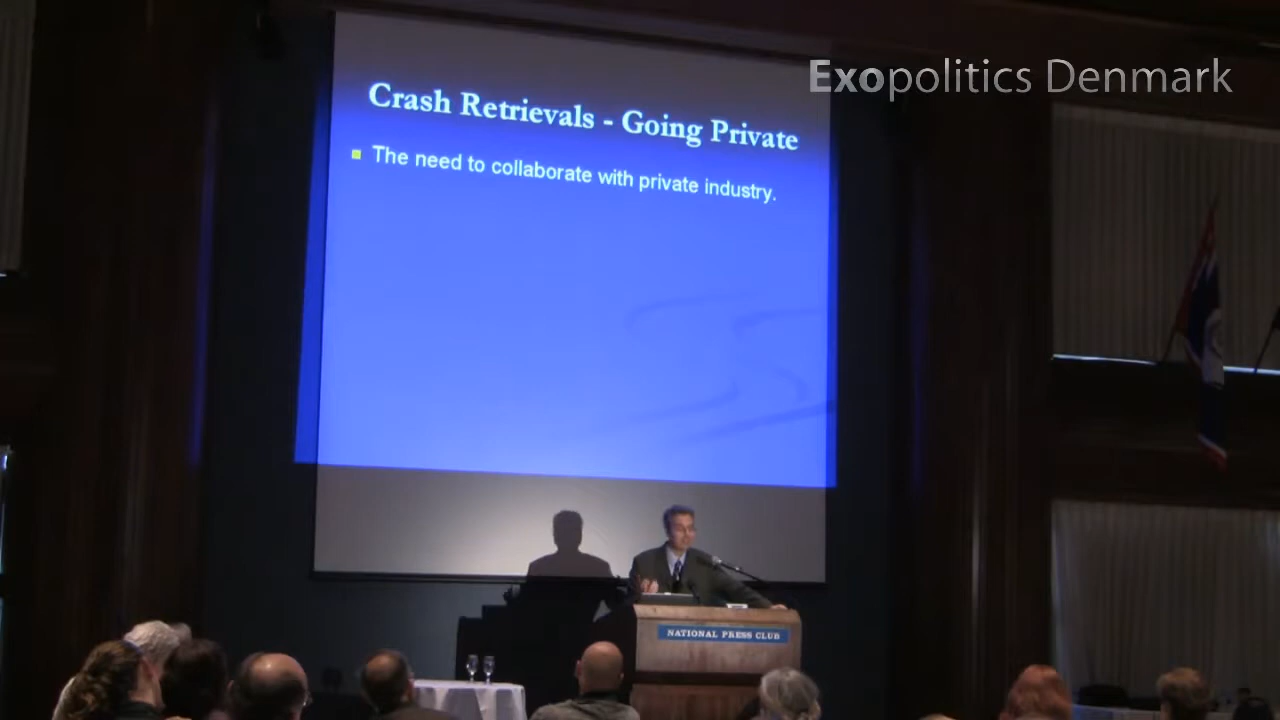 Exopolitics Denmark
Crash Retrievals - Going Private
The need to collaborate with private industry.
NATIONAL PRESS CLUB